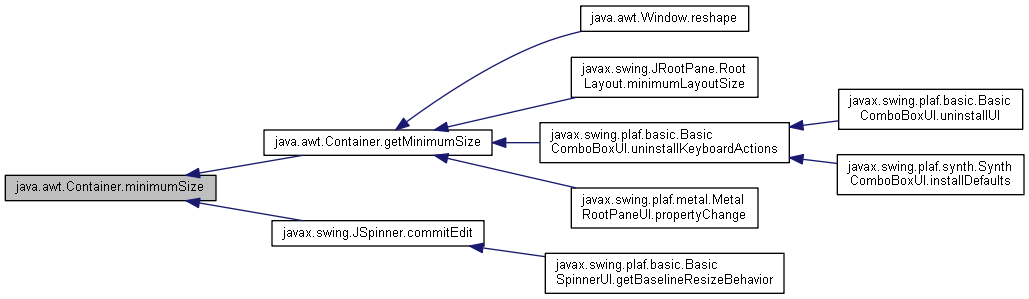 java.awt.Window.reshape
javax.swing.JRootPane.Root
Layout.minimumLayoutSize
javax.swing.plaf.basic.Basic
ComboBoxUI.uninstallUI
java.awt.Container.getMinimumSize
javax.swing.plaf.basic.Basic
ComboBoxUI.uninstallKeyboardActions
javax.swing.plaf.synth.Synth
ComboBoxUI.installDefaults
java.awt.Container.minimumSize
javax.swing.plaf.metal.Metal
RootPaneUI.propertyChange
javax.swing.JSpinner.commitEdit
javax.swing.plaf.basic.Basic
SpinnerUI.getBaselineResizeBehavior